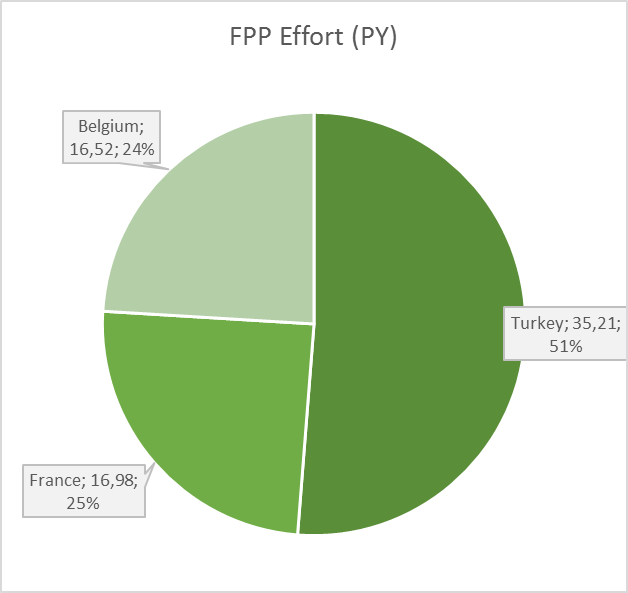 FPP Effort (PY)
Belgium;
16,52; 24%
Turkey; 35,21;
51%
France; 16,98;
25%